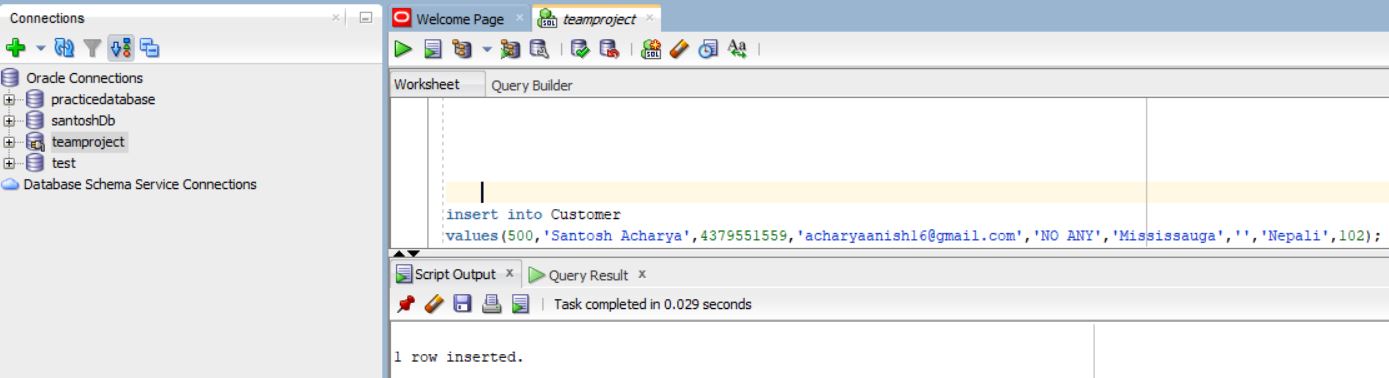 Connections
Welcome Page
teamproject
Worksheet
Query Builder
Oracle Connections
practicedatabase
santoshDb
teamproject
test
Database Schema Service Connections
insert into Customer
values(500,'Santosh Acharya',4379551559,'acharyaanish16@gmail.com','NO ANY','Mississauga','','Nepali',102);
Script Output
Query Result
Task completed in 0.029 seconds
1 row inserted.